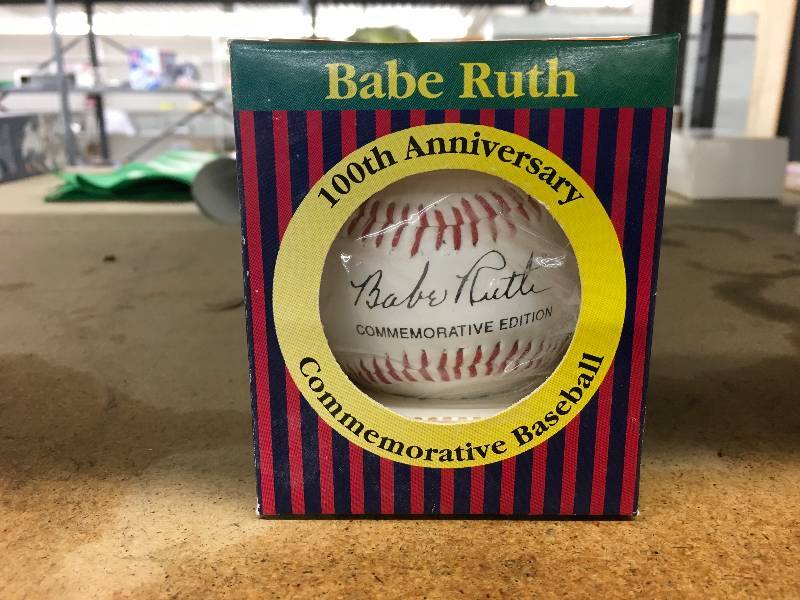 Babe Ruth
100th Anniversary
Babe Ruth
COMMEMORATIVE EDITION
Commemorative Baseball